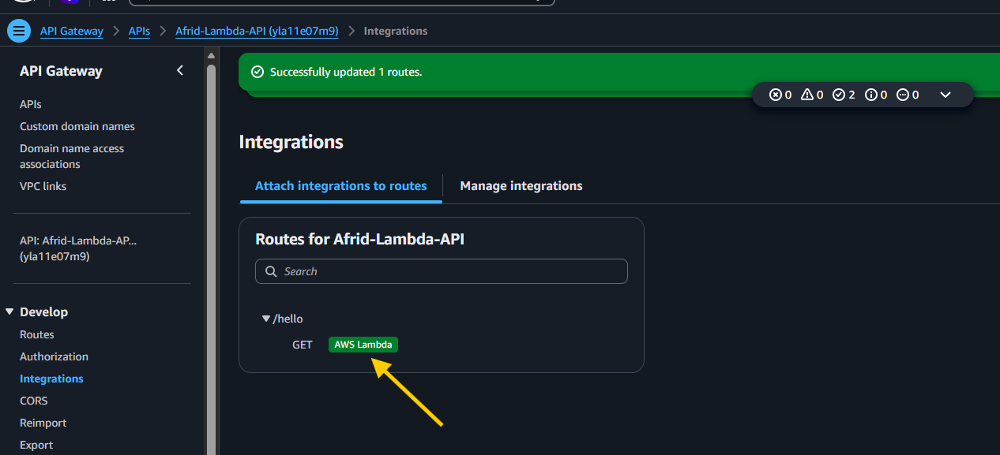 API Gateway > APIs > Afrid-Lambda-API (yla11e07m9) > Integrations
API Gateway
APIs
Custom domain names
Domain name access
associations
VPC links
API: Afrid-Lambda-AP...
(yla11e07m9)
Develop
Routes
Authorization
Integrations
CORS
Reimport
Export
Successfully updated 1 routes.
0 0 2 0 0
Integrations
Attach integrations to routes
Manage integrations
Routes for Afrid-Lambda-API
Search
/hello
GET AWS Lambda